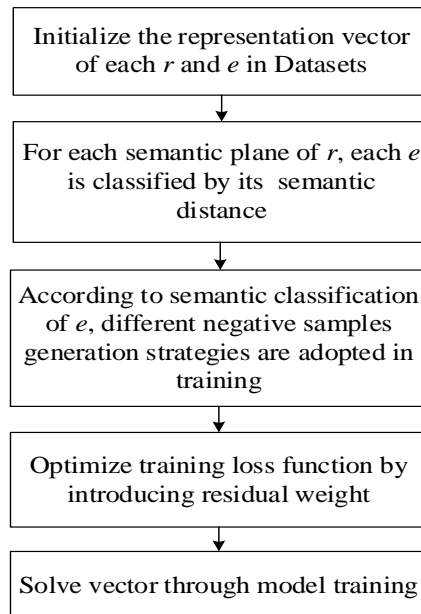 Initialize the representation vector
of each r and e in Datasets
For each semantic plane of r, each e
is classified by its semantic
distance
According to semantic classification
of e, different negative samples
generation strategies are adopted in
training
Optimize training loss function by
introducing residual weight
Solve vector through model training